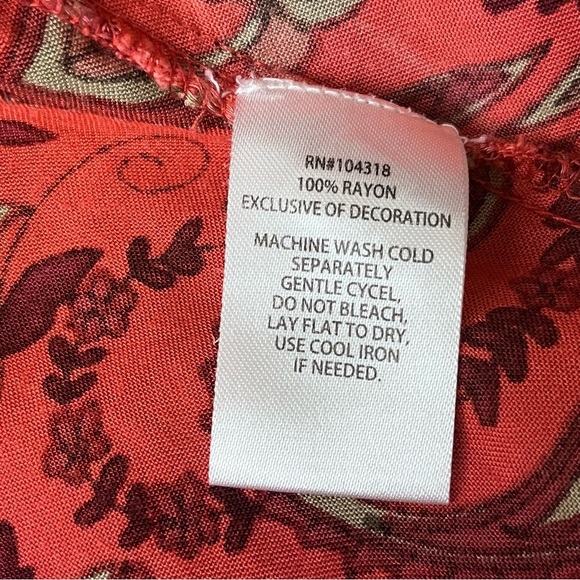 RN#104318
100% RAYON
EXCLUSIVE OF DECORATION
MACHINE WASH COLD
SEPARATELY
GENTLE CYCEL,
DO NOT BLEACH,
LAY FLAT TO DRY,
USE COOL IRON
IF NEEDED.